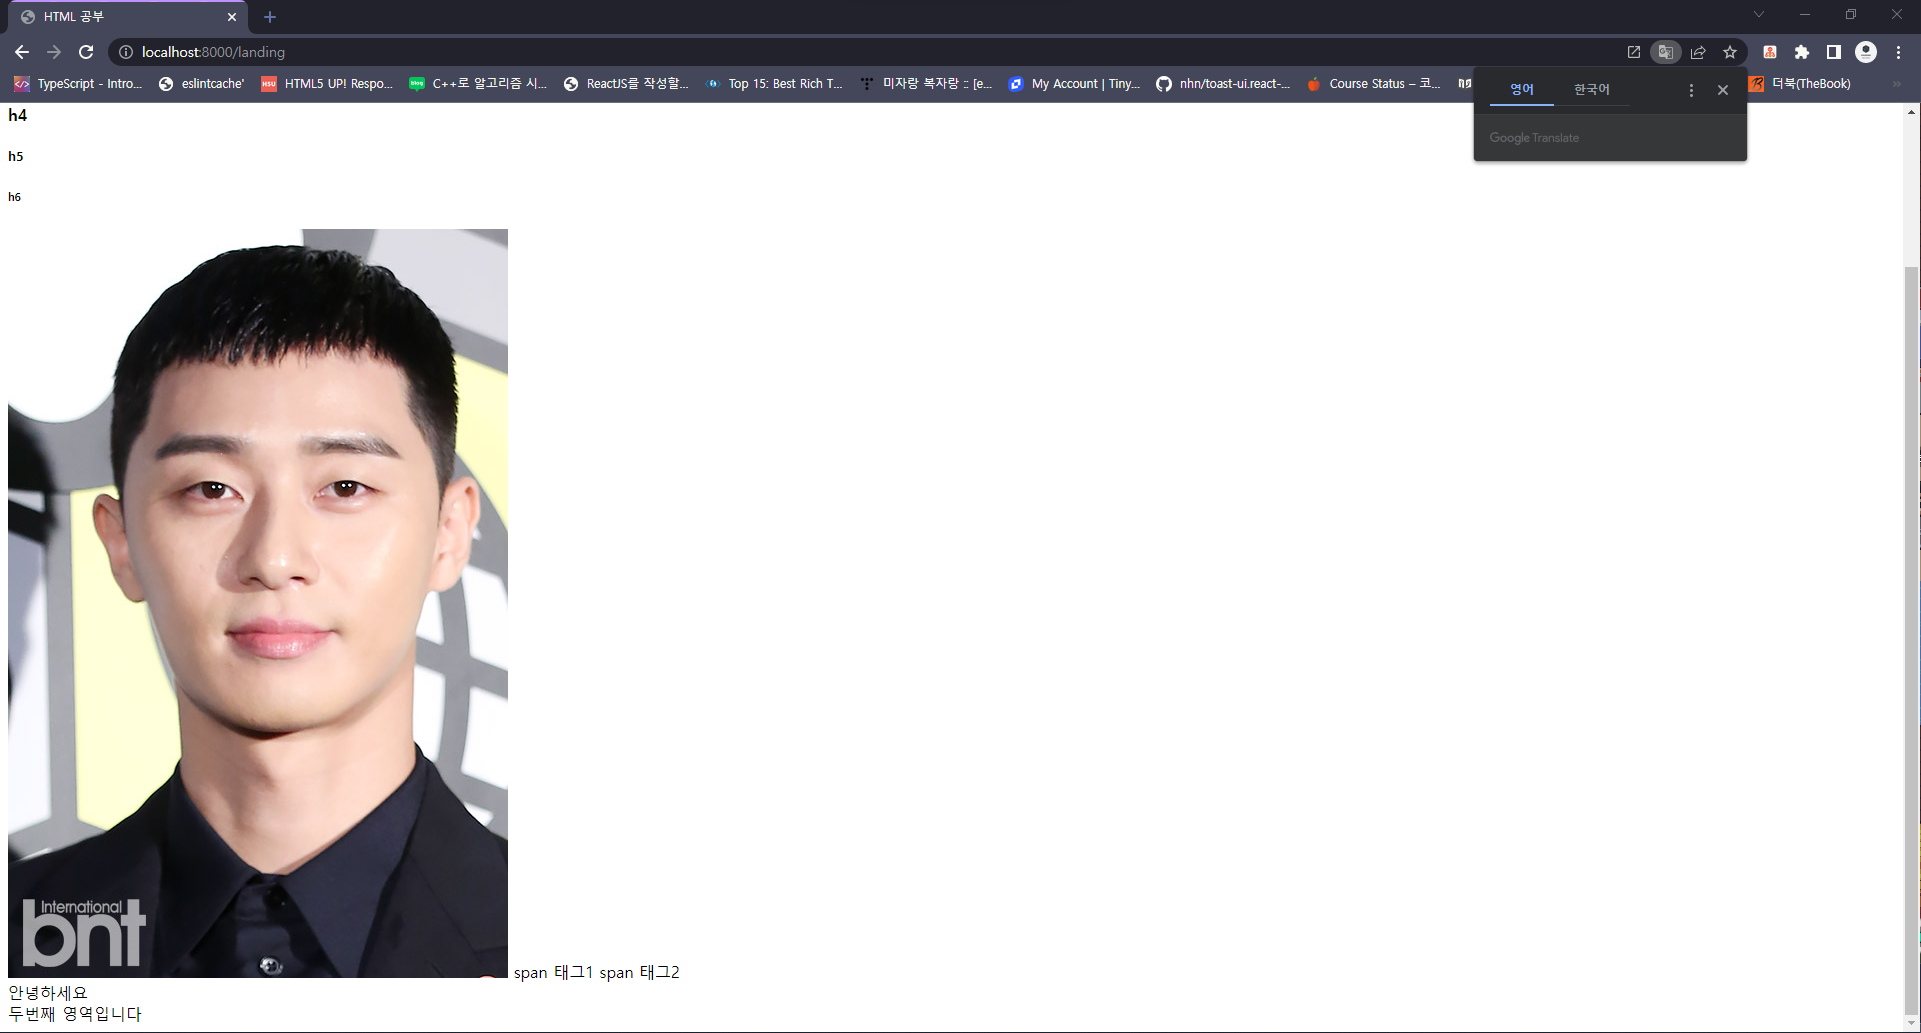 HTML 공부
localhost:8000/landing
TypeScript - Intro... eslintcache' HTML5 UP! Respo... C++로 알고리즘 시... ReactJS를 작성할... Top 15: Best Rich T... 미자랑 복자랑 :: [e... My Account | Tiny... nhn/toast-ui.react-... Course Status – 코... 더북(TheBook)
영어 한국어
Google Translate
h4
h5
h6
International
bnt
span 태그1 span 태그2
안녕하세요
두번째 영역입니다